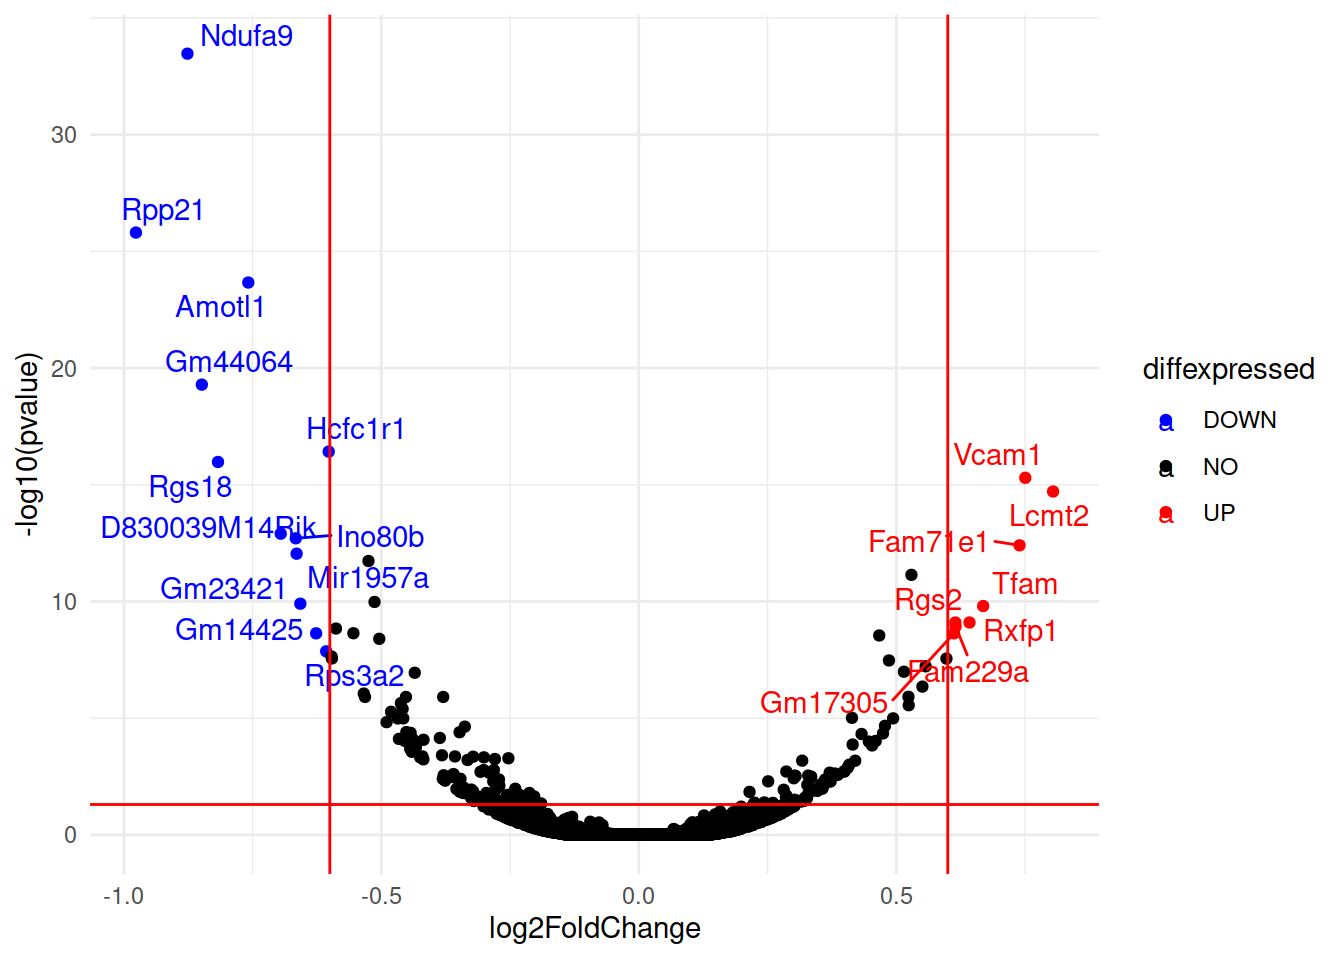 Ndufa9
30
Rpp21
Amotl1
Gm44064
20
Hcfc1r1
Vcam1
Rgs18
Lcmt2
D830039M14Rik
Ino80b
Fam71e1
Mir1957a
Tfam
Gm23421
Rgs2
10
Gm14425
Rxfp1
Rps3a2
Fam229a
Gm17305
0
-1.0 -0.5 0.0 0.5
log2FoldChange
-log10(pvalue)
diffexpressed
a DOWN
a NO
a UP